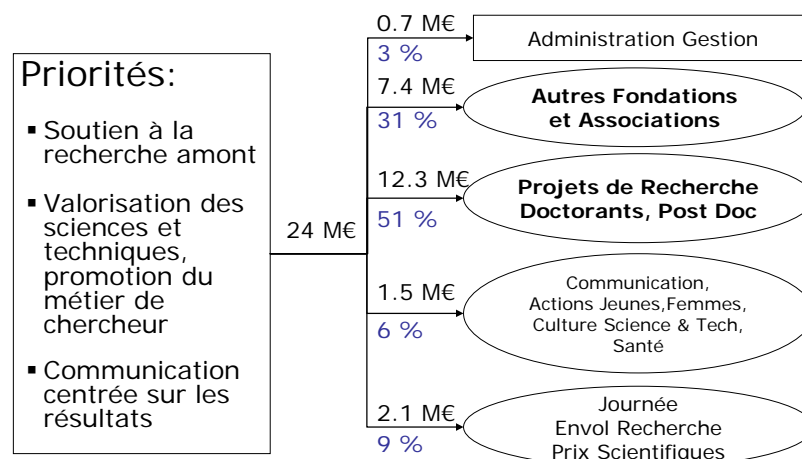 Priorités:
▪ Soutien à la
recherche amont
▪ Valorisation des
sciences et
techniques,
promotion du
métier de
chercheur
▪ Communication
centrée sur les
résultats
24 M€
0.7 M€
3 %
Administration Gestion
7.4 M€
31 %
Autres Fondations
et Associations
12.3 M€
51 %
Projets de Recherche
Doctorants, Post Doc
1.5 M€
6 %
Communication,
Actions Jeunes,Femmes,
Culture Science & Tech,
Santé
2.1 M€
9 %
Journée
Envol Recherche
Prix Scientifiques